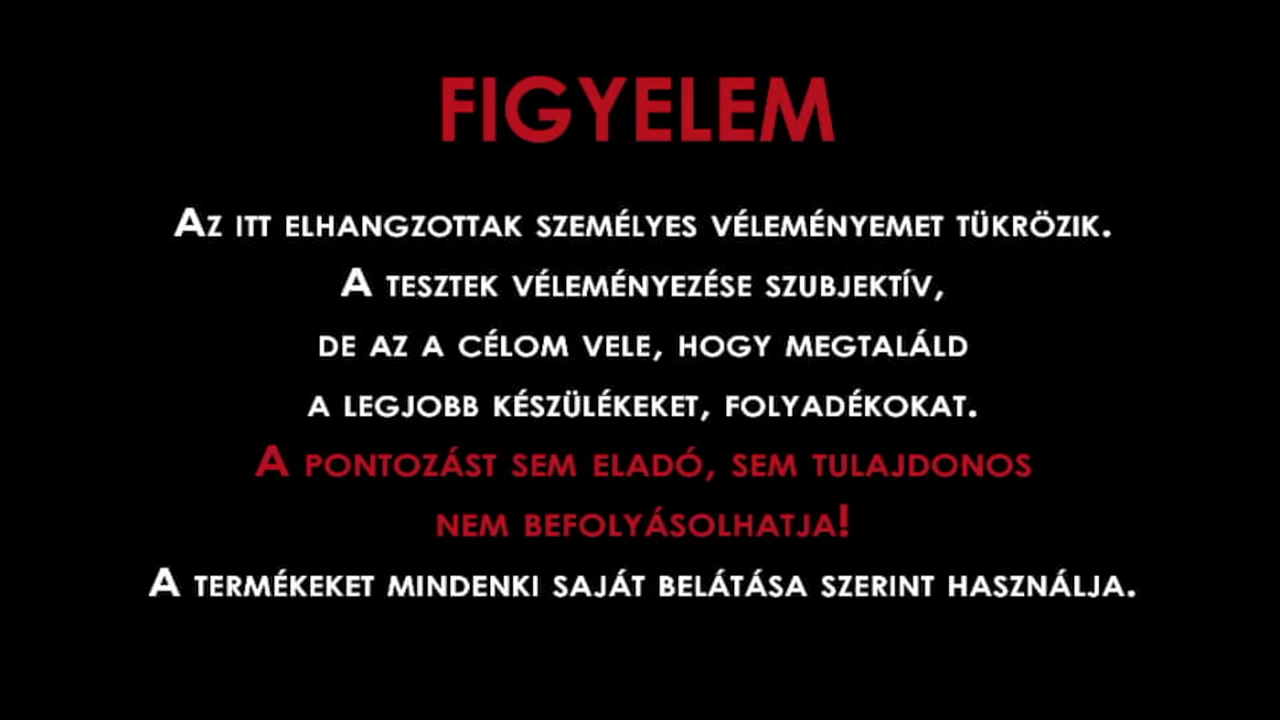 FIGYELEM
Az itt elhangzottak személyes véleményemet tükrözik.
A tesztek véleményezése szubjektív,
de az a célom vele, hogy megtaláld
a legjobb készülékeket, folyadékokat.
A pontozást sem eladó, sem tulajdonos
nem befolyásolhatja!
A termékeket mindenki saját belátása szerint használja.